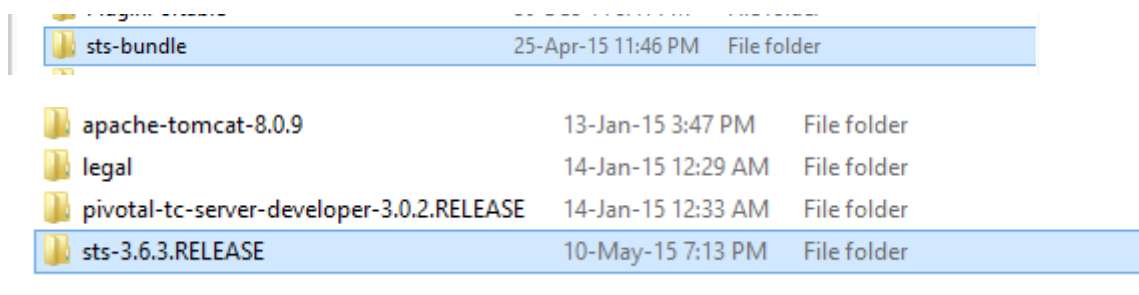 sts-bundle 25-Apr-15 11:46 PM File folder
apache-tomcat-8.0.9 13-Jan-15 3:47 PM File folder
legal 14-Jan-15 12:29 AM File folder
pivotal-tc-server-developer-3.0.2.RELEASE 14-Jan-15 12:33 AM File folder
sts-3.6.3.RELEASE 10-May-15 7:13 PM File folder